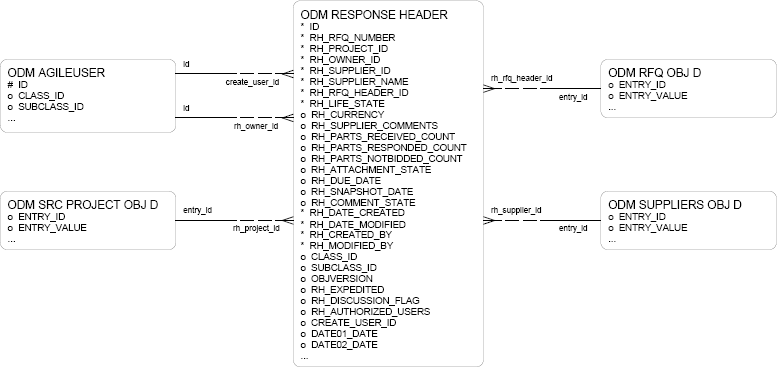 ODM AGILEUSER
# ID
o CLASS_ID
o SUBCLASS_ID
...
id
create_user_id
id
rh_owner_id
ODM SRC PROJECT OBJ D
o ENTRY_ID
o ENTRY_VALUE
...
entry_id
rh_project_id
ODM RESPONSE HEADER
* ID
* RH_RFQ_NUMBER
* RH_PROJECT_ID
* RH_OWNER_ID
* RH_SUPPLIER_ID
* RH_SUPPLIER_NAME
* RH_RFQ_HEADER_ID
* RH_LIFE_STATE
o RH_CURRENCY
o RH_SUPPLIER_COMMENTS
o RH_PARTS_RECEIVED_COUNT
o RH_PARTS_RESPONDED_COUNT
o RH_PARTS_NOTBIDDED_COUNT
o RH_ATTACHMENT_STATE
o RH_DUE_DATE
o RH_SNAPSHOT_DATE
o RH_COMMENT_STATE
* RH_DATE_CREATED
* RH_DATE_MODIFIED
* RH_CREATED_BY
* RH_MODIFIED_BY
o CLASS_ID
o SUBCLASS_ID
o OBJVERSION
o RH_EXPEDITED
o RH_DISCUSSION_FLAG
o RH_AUTHORIZED_USERS
o CREATE_USER_ID
o DATE01_DATE
o DATE02_DATE
...
rh_rfq_header_id
entry_id
ODM RFQ OBJ D
o ENTRY_ID
o ENTRY_VALUE
...
rh_supplier_id
entry_id
ODM SUPPLIERS OBJ D
o ENTRY_ID
o ENTRY_VALUE
...